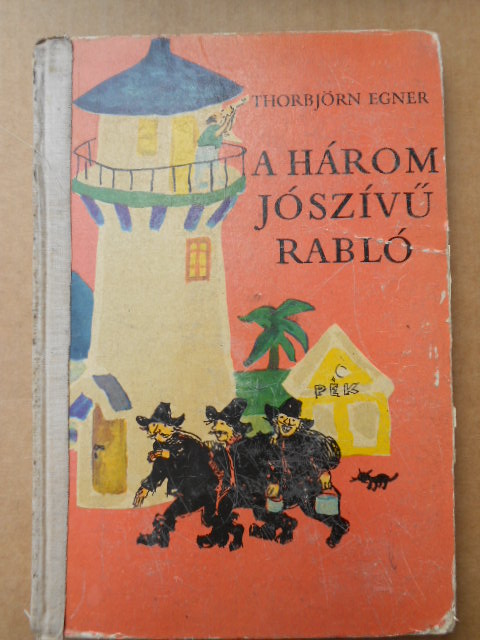 THORBJÖRN EGNER
A HÁROM
JÓSZÍVŰ
RABLÓ
PÉK